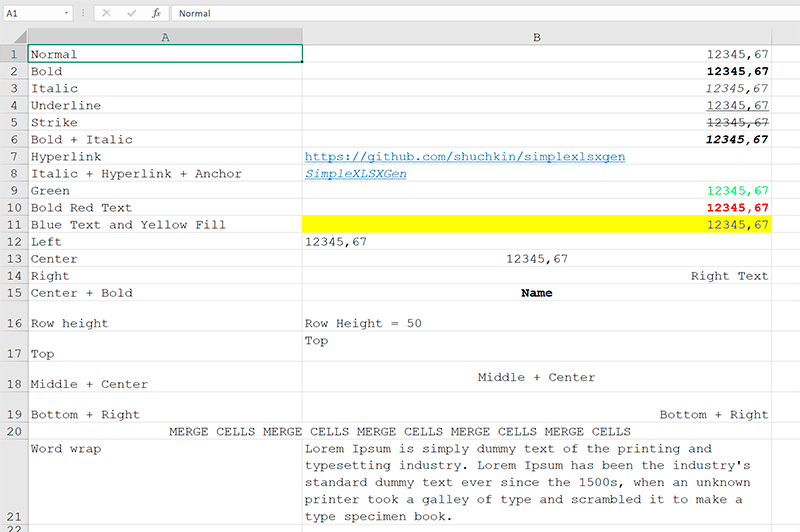 A1 fx Normal
A B
1 Normal 12345,67
2 Bold 12345,67
3 Italic 12345,67
4 Underline 12345,67
5 Strike 12345,67
6 Bold + Italic 12345,67
7 Hyperlink https://github.com/shuchkin/simplexlsxgen
8 Italic + Hyperlink + Anchor SimpleXLSXGen
9 Green 12345,67
10 Bold Red Text 12345,67
11 Blue Text and Yellow Fill 12345,67
12 Left 12345,67
13 Center 12345,67
14 Right Right Text
15 Center + Bold Name
16 Row height Row Height = 50
Top
17 Top
18 Middle + Center Middle + Center
19 Bottom + Right Bottom + Right
20 MERGE CELLS MERGE CELLS MERGE CELLS MERGE CELLS MERGE CELLS
Word wrap Lorem Ipsum is simply dummy text of the printing and
typesetting industry. Lorem Ipsum has been the industry's
standard dummy text ever since the 1500s, when an unknown
printer took a galley of type and scrambled it to make a
21 type specimen book.
22